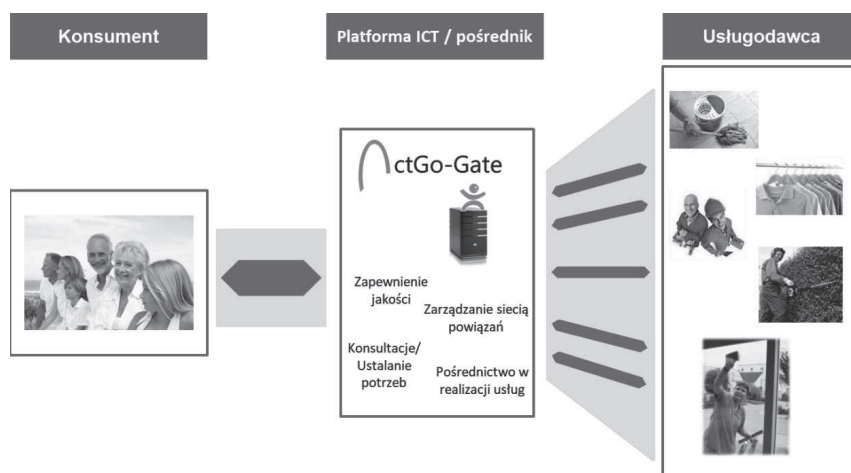 Konsument
Platforma ICT / pośrednik
Usługodawca
ctGo-Gate
Zapewnienie
jakości
Zarządzanie siecią
powiązań
Konsultacje/
Ustalanie
potrzeb
Pośrednictwo w
realizacji usług